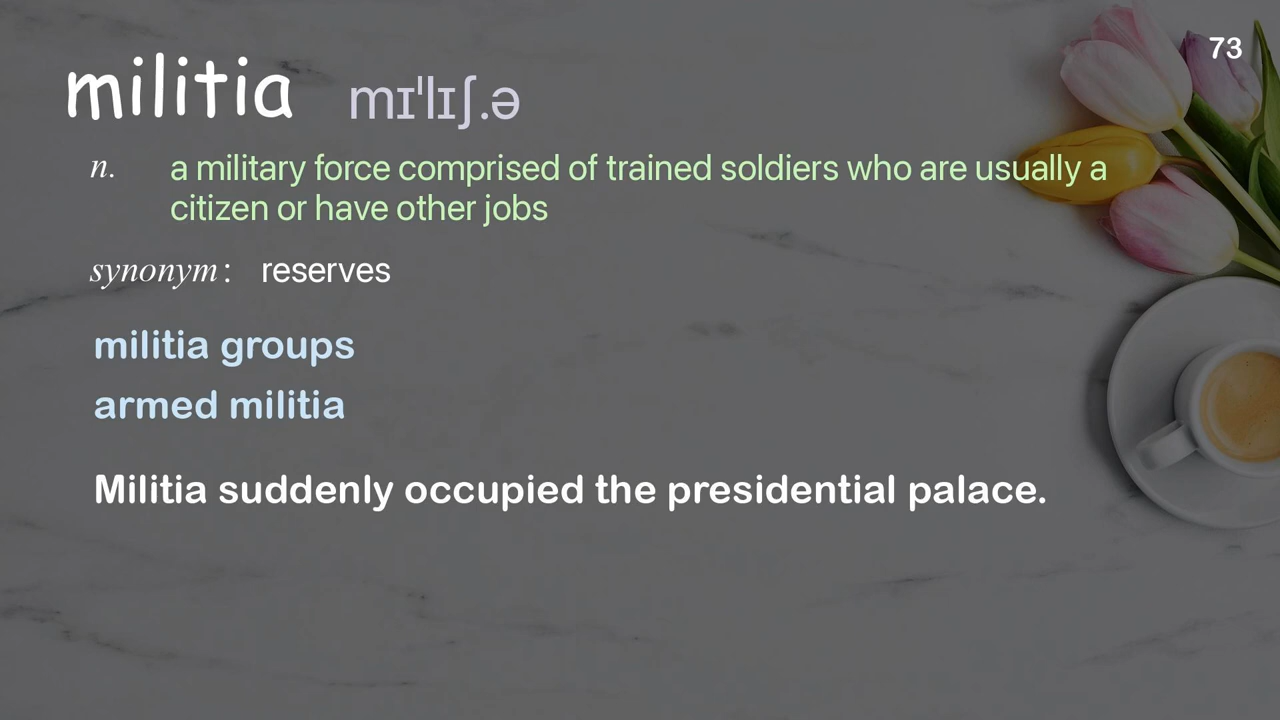 73
militia mɪˈlɪʃ.ə
n. a military force comprised of trained soldiers who are usually a
citizen or have other jobs
synonym: reserves
militia groups
armed militia
Militia suddenly occupied the presidential palace.